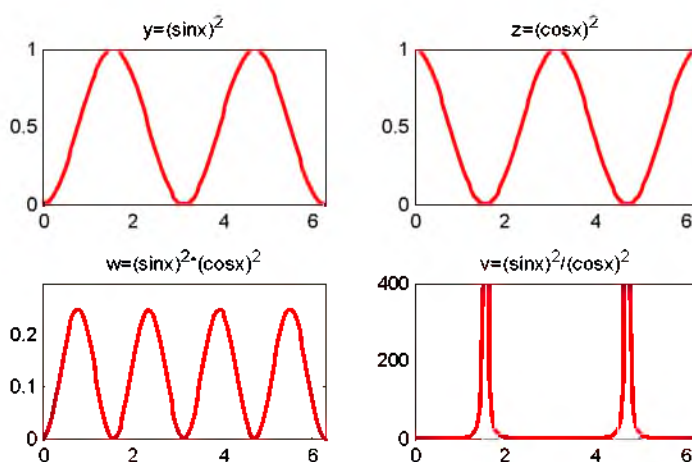 y=(sinx)^2
1
0.5
0
0 2 4 6
z=(cosx)^2
1
0.5
0
0 2 4 6
w=(sinx)^2*(cosx)^2
0.2
0.1
0
0 2 4 6
v=(sinx)^2/(cosx)^2
400
200
0
0 2 4 6